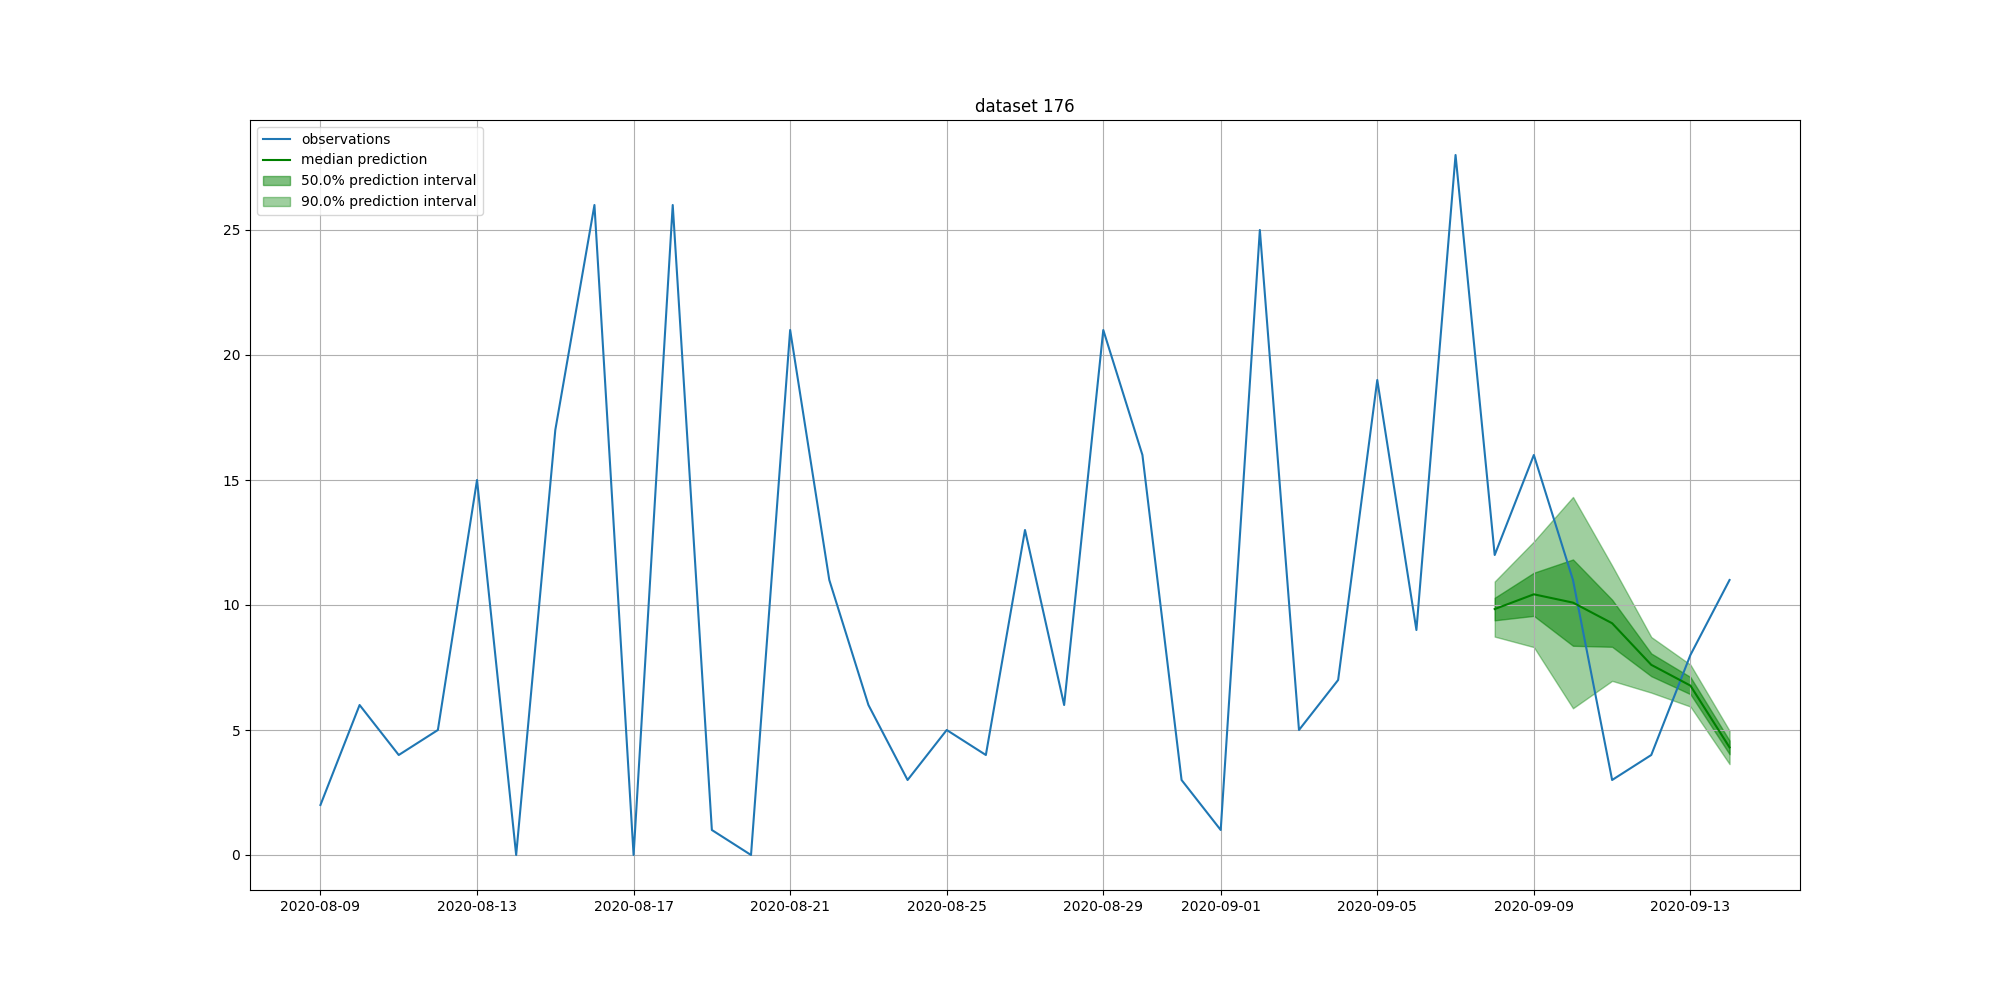 dataset 176
observations
median prediction
50.0% prediction interval
90.0% prediction interval
25
20
15
10
5
0
2020-08-09 2020-08-13 2020-08-17 2020-08-21 2020-08-25 2020-08-29 2020-09-01 2020-09-05 2020-09-09 2020-09-13